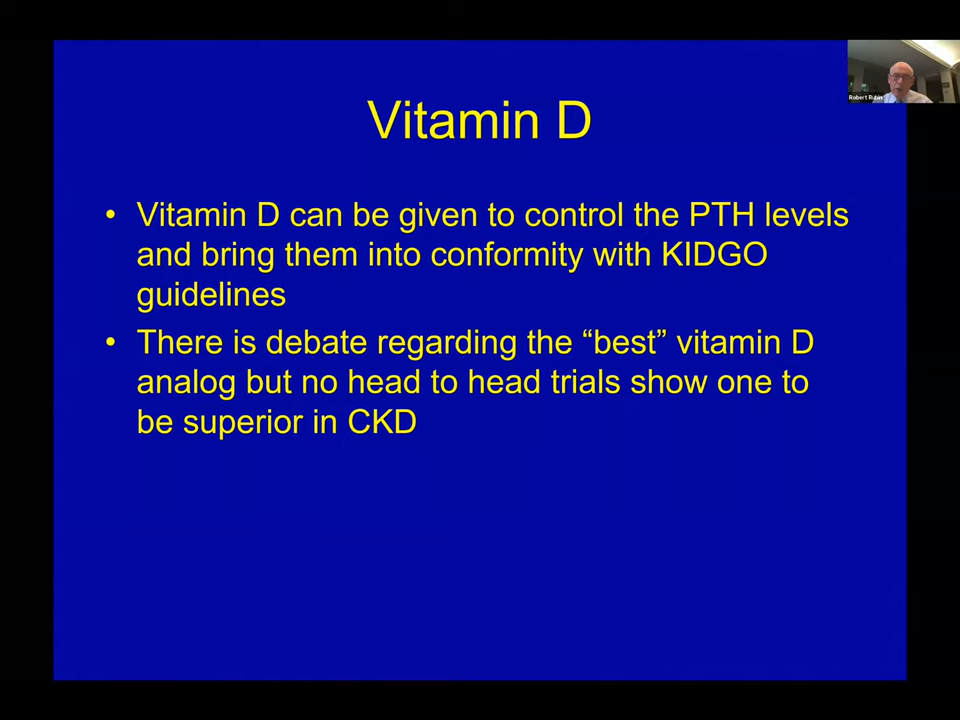 Vitamin D
Robert Rubin
• Vitamin D can be given to control the PTH levels
and bring them into conformity with KIDGO
guidelines
• There is debate regarding the “best” vitamin D
analog but no head to head trials show one to
be superior in CKD